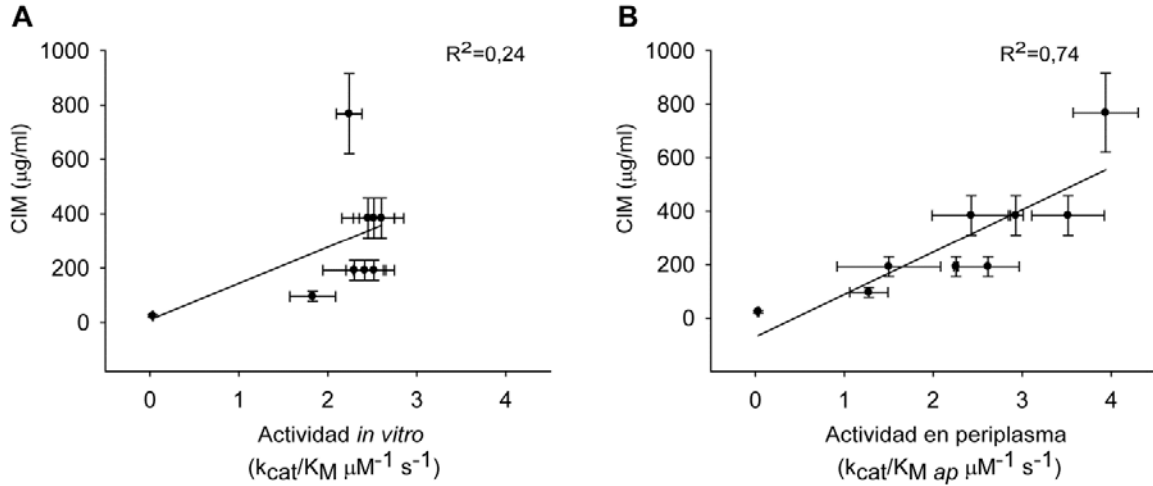 A
R²=0,24
CIM (µg/ml)
1000
800
600
400
200
0
0 1 2 3 4
Actividad in vitro
(kcat/KM µM⁻¹ s⁻¹)
B
R²=0,74
CIM (µg/ml)
1000
800
600
400
200
0
0 1 2 3 4
Actividad en periplasma
(kcat/KM ap µM⁻¹ s⁻¹)